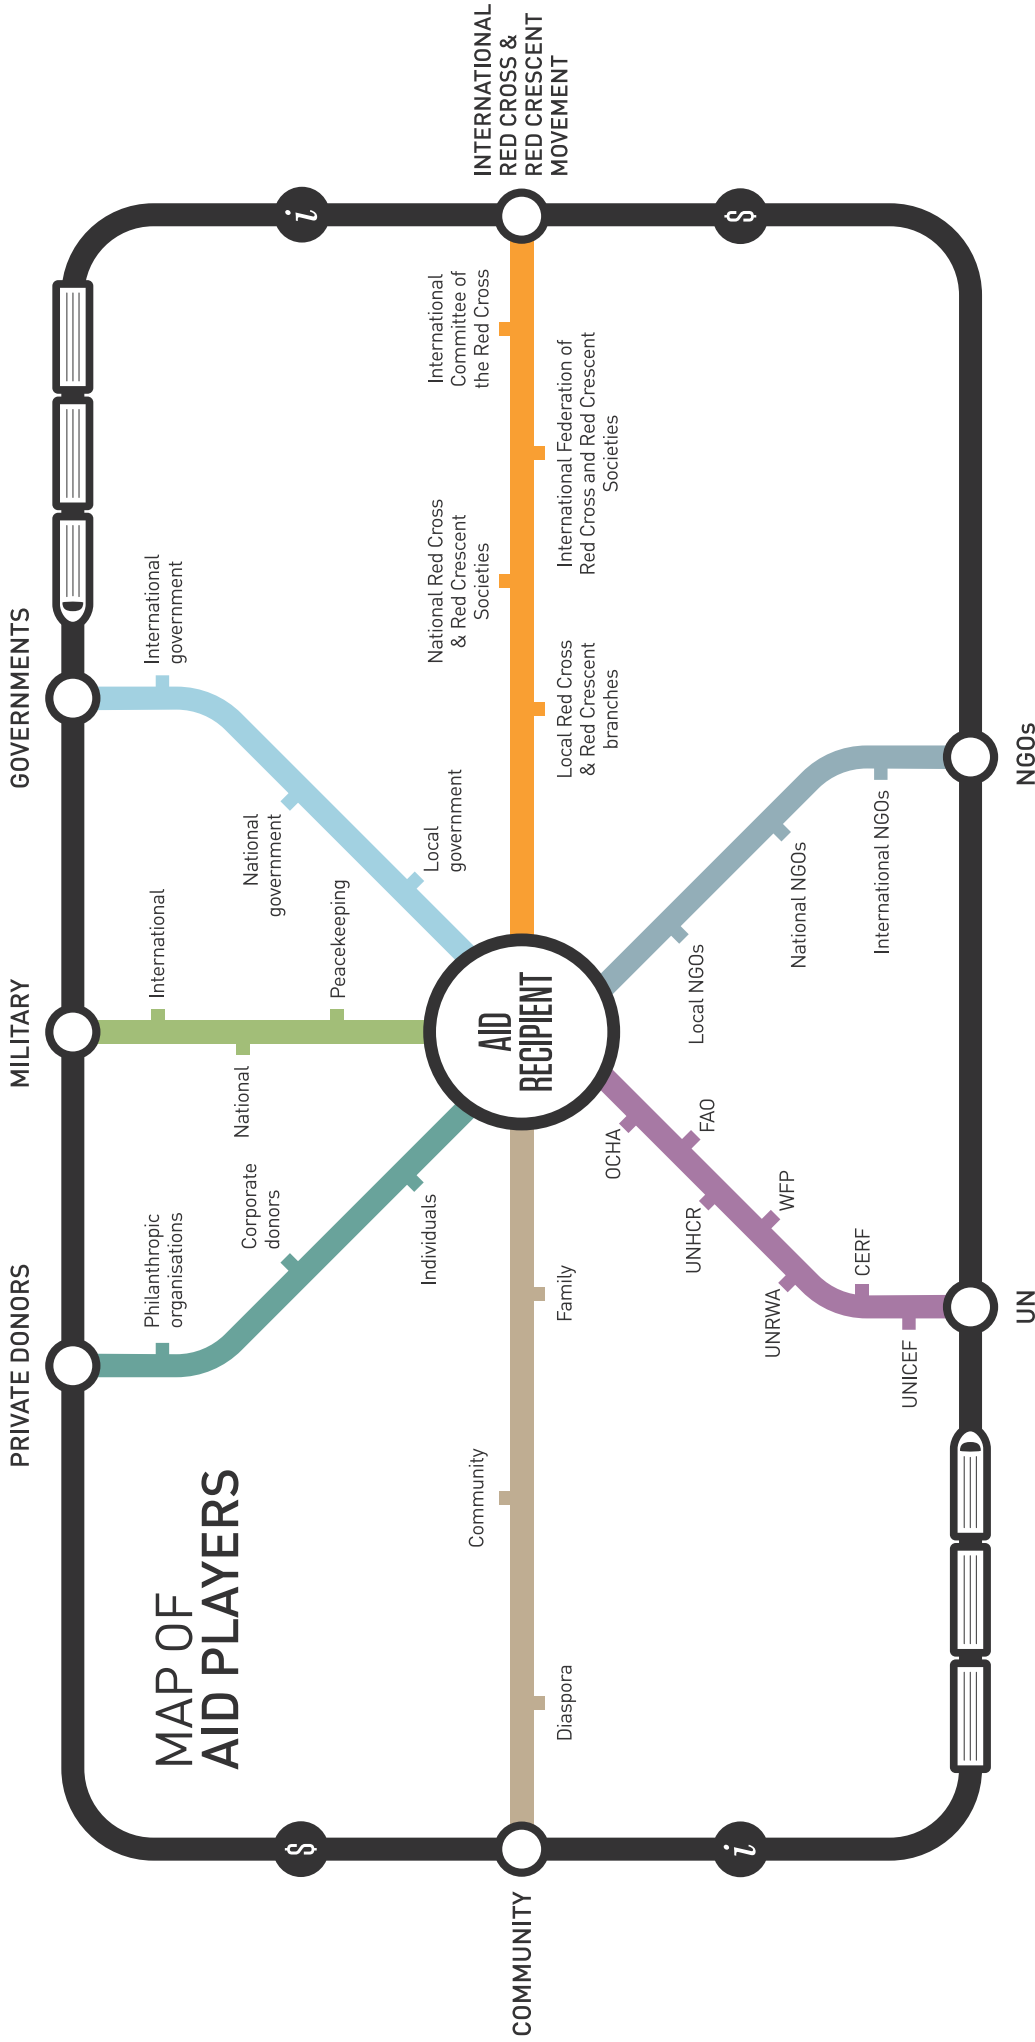 MAP OF
AID PLAYERS
PRIVATE DONORS
Philanthropic
organisations
Corporate
donors
Individuals
MILITARY
International
National
Peacekeeping
GOVERNMENTS
International
government
National
government
Local
government
COMMUNITY
Diaspora
Community
Family
AID
RECIPIENT
INTERNATIONAL
RED CROSS &
RED CRESCENT
MOVEMENT
International
Committee of
the Red Cross
International Federation of
Red Cross and Red Crescent
Societies
National Red Cross
& Red Crescent
Societies
Local Red Cross
& Red Crescent
branches
UN
OCHA
FAO
UNHCR
WFP
UNRWA
CERF
UNICEF
NGOs
Local NGOs
National NGOs
International NGOs
$
i
i
$